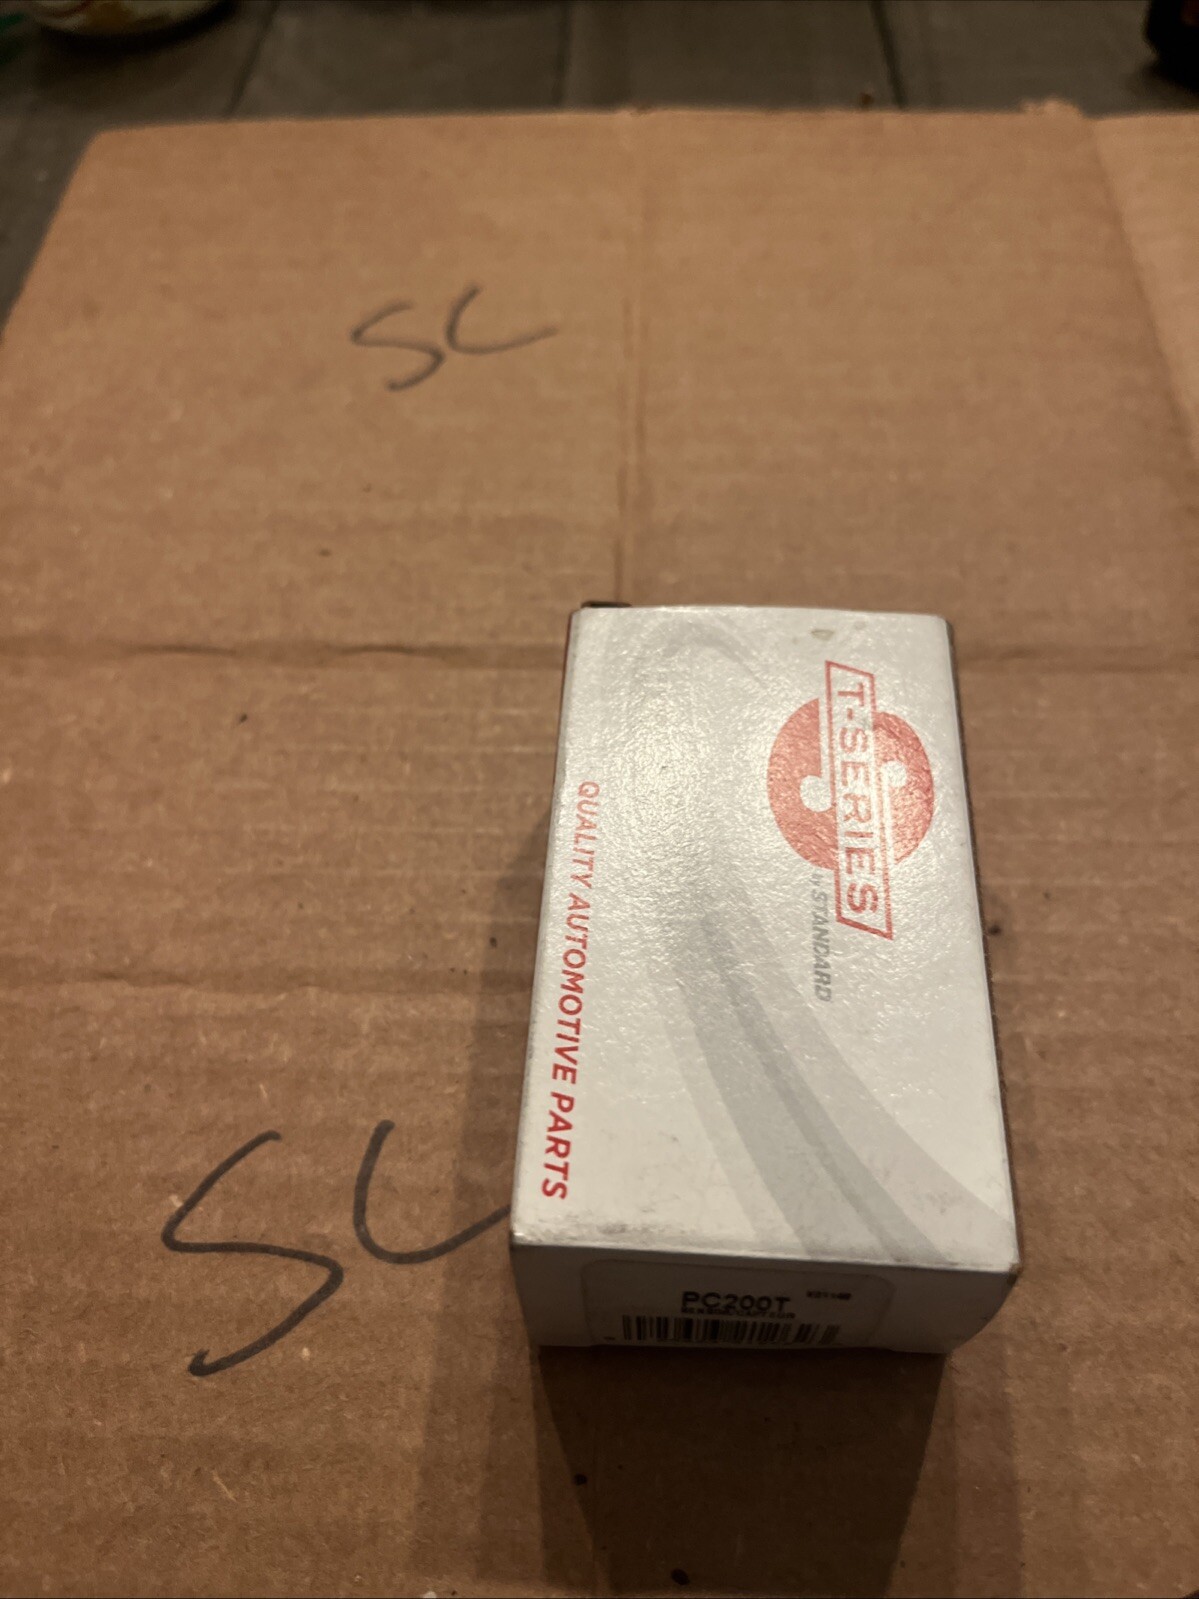 SC
T-SERIES
by STANDARD
QUALITY AUTOMOTIVE PARTS
SC
PC200T